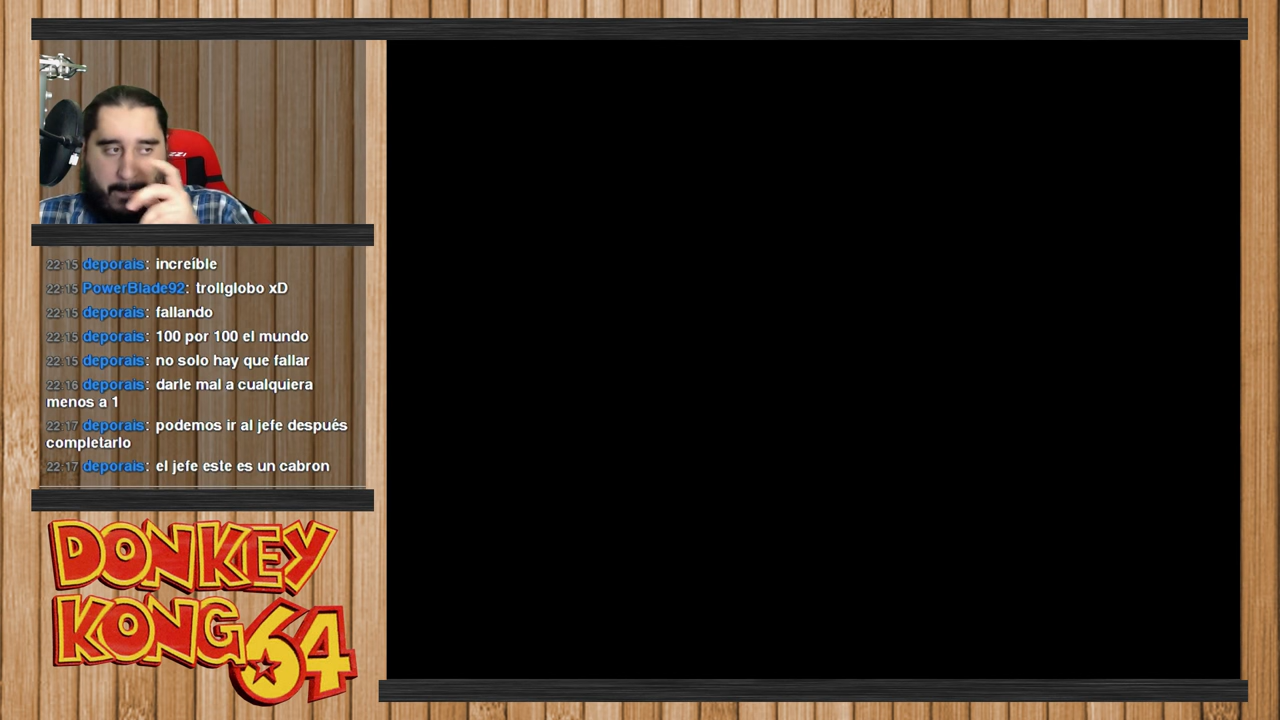 22:15 deporais: increíble
22:15 PowerBlade92: trollglobo xD
22:15 deporais: fallando
22:15 deporais: 100 por 100 el mundo
22:15 deporais: no solo hay que fallar
22:16 deporais: darle mal a cualquiera
menos a 1
22:17 deporais: podemos ir al jefe después
completarlo
22:17 deporais: el jefe este es un cabron
DONKEY
KONG 64